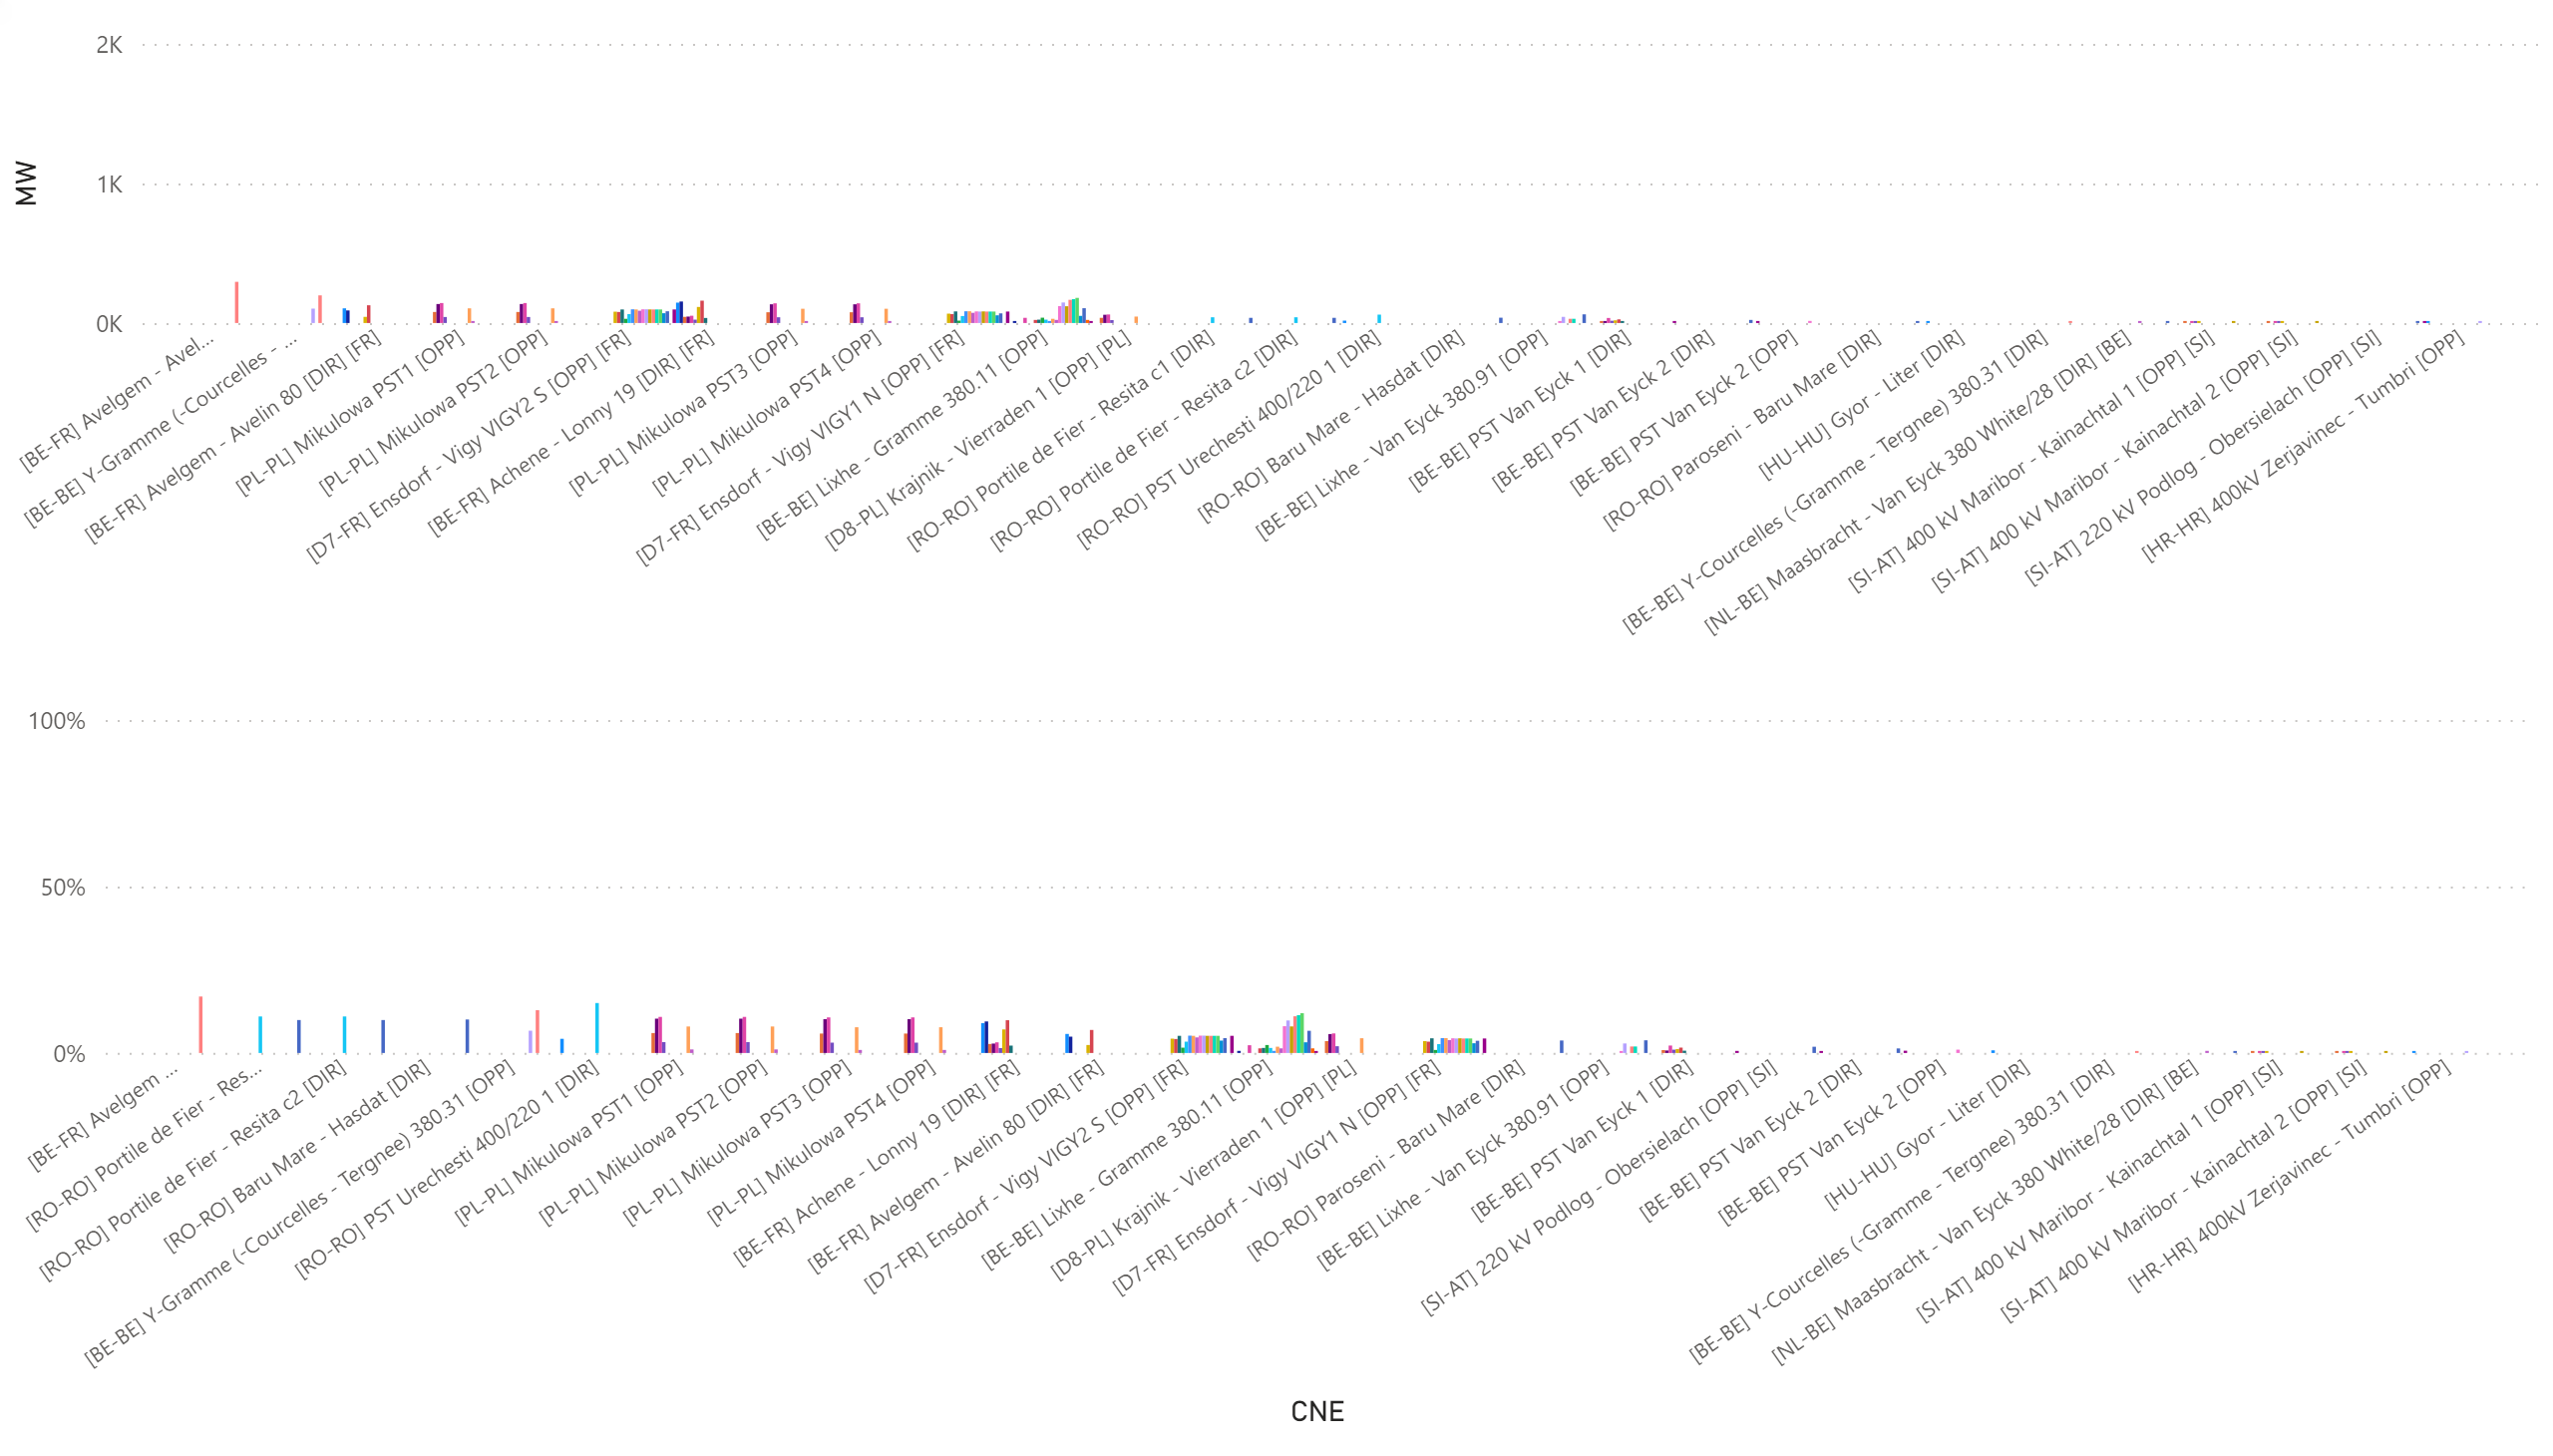 2K
1K
0K
MW
[BE-FR] Avelgem - Avel...
[BE-BE] Y-Gramme (-Courcelles - ...
[BE-FR] Avelgem - Avelin 80 [DIR] [FR]
[PL-PL] Mikulowa PST1 [OPP]
[PL-PL] Mikulowa PST2 [OPP]
[D7-FR] Ensdorf - Vigy VIGY2 S [OPP] [FR]
[BE-FR] Achene - Lonny 19 [DIR] [FR]
[PL-PL] Mikulowa PST3 [OPP]
[PL-PL] Mikulowa PST4 [OPP]
[D7-FR] Ensdorf - Vigy VIGY1 N [OPP] [FR]
[BE-BE] Lixhe - Gramme 380.11 [OPP]
[D8-PL] Krajnik - Vierraden 1 [OPP] [PL]
[RO-RO] Portile de Fier - Resita c1 [DIR]
[RO-RO] Portile de Fier - Resita c2 [DIR]
[RO-RO] PST Urechesti 400/220 1 [DIR]
[RO-RO] Baru Mare - Hasdat [DIR]
[BE-BE] Lixhe - Van Eyck 380.91 [OPP]
[BE-BE] PST Van Eyck 1 [DIR]
[BE-BE] PST Van Eyck 2 [DIR]
[BE-BE] PST Van Eyck 2 [OPP]
[RO-RO] Paroseni - Baru Mare [DIR]
[HU-HU] Gyor - Liter [DIR]
[BE-BE] Y-Courcelles (-Gramme - Tergnee) 380.31 [DIR]
[NL-BE] Maasbracht - Van Eyck 380 White/28 [DIR] [BE]
[SI-AT] 400 kV Maribor - Kainachtal 1 [OPP] [SI]
[SI-AT] 400 kV Maribor - Kainachtal 2 [OPP] [SI]
[SI-AT] 220 kV Podlog - Obersielach [OPP] [SI]
[HR-HR] 400kV Zerjavinec - Tumbri [OPP]
100%
50%
0%
[BE-FR] Avelgem ...
[RO-RO] Portile de Fier - Res...
[RO-RO] Portile de Fier - Resita c2 [DIR]
[RO-RO] Baru Mare - Hasdat [DIR]
[BE-BE] Y-Gramme (-Courcelles - Tergnee) 380.31 [OPP]
[RO-RO] PST Urechesti 400/220 1 [DIR]
[PL-PL] Mikulowa PST1 [OPP]
[PL-PL] Mikulowa PST2 [OPP]
[PL-PL] Mikulowa PST3 [OPP]
[PL-PL] Mikulowa PST4 [OPP]
[BE-FR] Achene - Lonny 19 [DIR] [FR]
[BE-FR] Avelgem - Avelin 80 [DIR] [FR]
[D7-FR] Ensdorf - Vigy VIGY2 S [OPP] [FR]
[BE-BE] Lixhe - Gramme 380.11 [OPP]
[D8-PL] Krajnik - Vierraden 1 [OPP] [PL]
[D7-FR] Ensdorf - Vigy VIGY1 N [OPP] [FR]
[RO-RO] Paroseni - Baru Mare [DIR]
[BE-BE] Lixhe - Van Eyck 380.91 [OPP]
[BE-BE] PST Van Eyck 1 [DIR]
[SI-AT] 220 kV Podlog - Obersielach [OPP] [SI]
[BE-BE] PST Van Eyck 2 [DIR]
[BE-BE] PST Van Eyck 2 [OPP]
[HU-HU] Gyor - Liter [DIR]
[BE-BE] Y-Courcelles (-Gramme - Tergnee) 380.31 [DIR]
[NL-BE] Maasbracht - Van Eyck 380 White/28 [DIR] [BE]
[SI-AT] 400 kV Maribor - Kainachtal 1 [OPP] [SI]
[SI-AT] 400 kV Maribor - Kainachtal 2 [OPP] [SI]
[HR-HR] 400kV Zerjavinec - Tumbri [OPP]
CNE